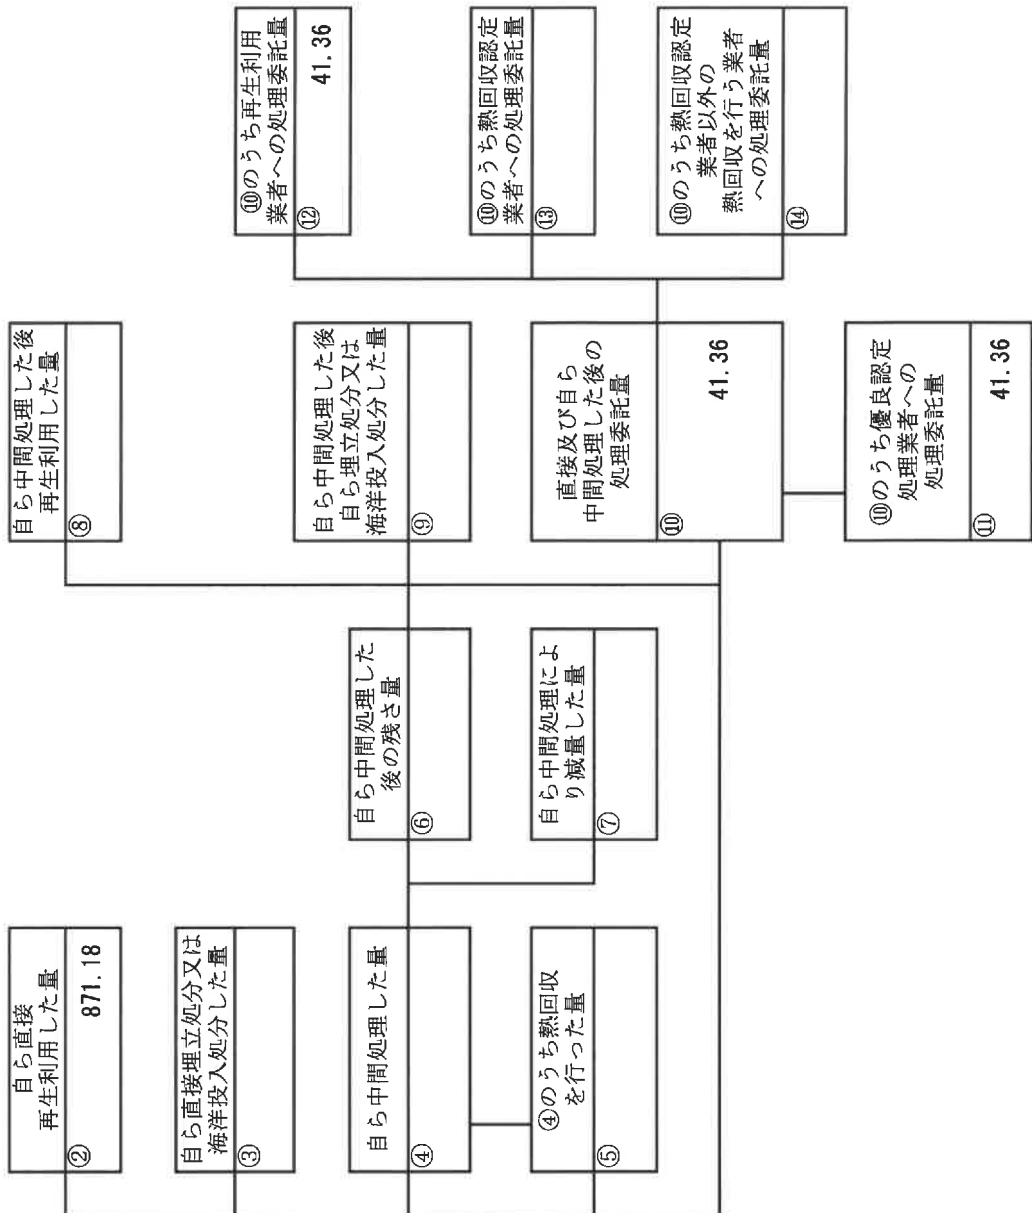 自ら直接
再生利用した量
②
871.18
自ら直接埋立処分又は
海洋投入処分した量
③
自ら中間処理した量
④
④のうち熱回収
を行った量
⑤
自ら中間処理した
後の残さ量
⑥
自ら中間処理によ
り減量した量
⑦
自ら中間処理した後
再生利用した量
⑧
自ら中間処理した後
自ら埋立処分又は
海洋投入処分した量
⑨
直接及び自ら
中間処理した後の
処理委託量
⑩
41.36
⑩のうち優良認定
処理業者への
処理委託量
⑪
41.36
⑩のうち再生利用
業者への処理委託量
⑫
41.36
⑩のうち熱回収認定
業者への処理委託量
⑬
⑩のうち熱回収認定
業者以外の
熱回収を行う業者
への処理委託量
⑭